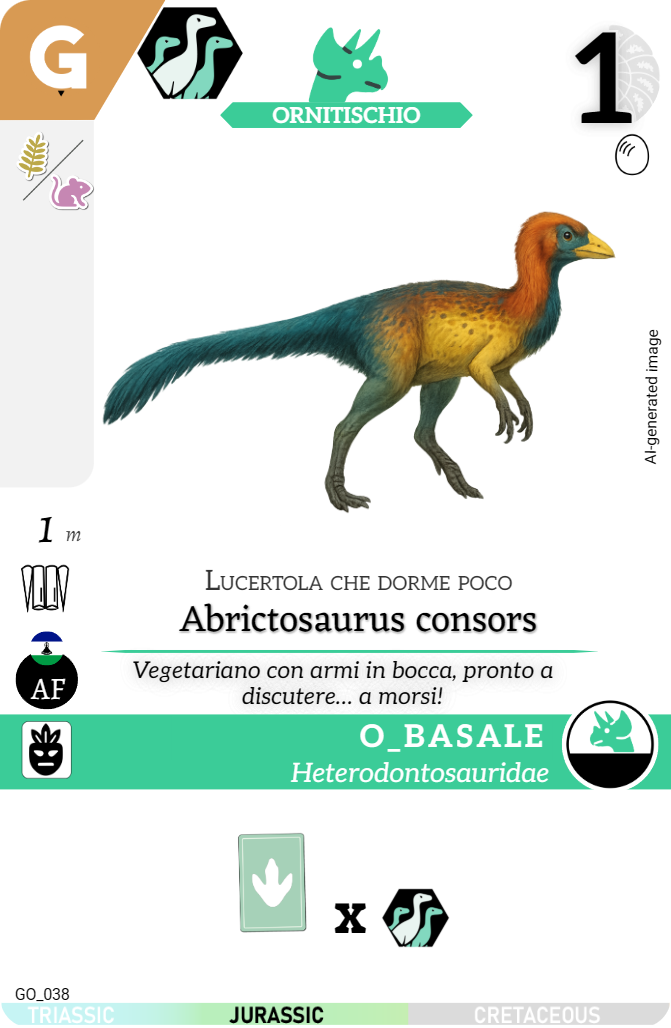 G
ORNITISCHIO
1
AI-generated image
1 m
Lucertola che dorme poco
Abrictosaurus consors
AF
Vegetariano con armi in bocca, pronto a
discutere... a morsi!
O_BASALE
Heterodontosauridae
x
GO_038
TRIASSIC JURASSIC CRETACEOUS